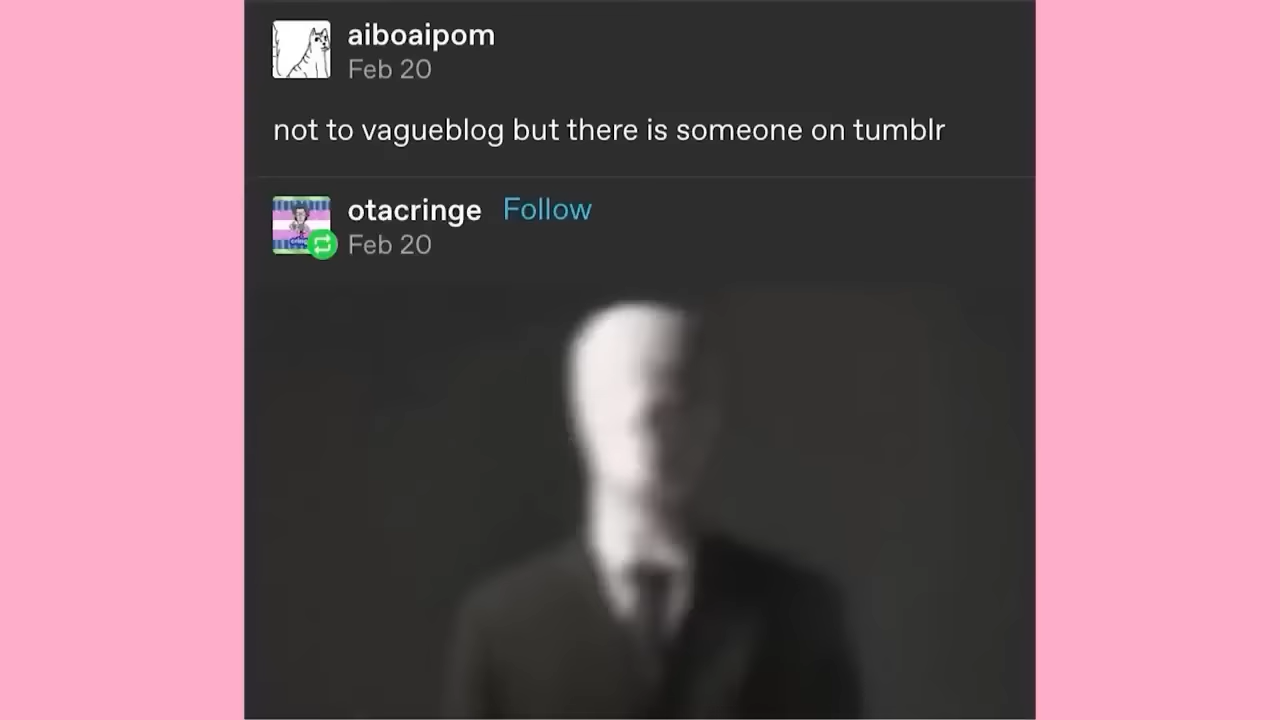 aiboaipom
Feb 20
not to vagueblog but there is someone on tumblr
otacringe Follow
Feb 20